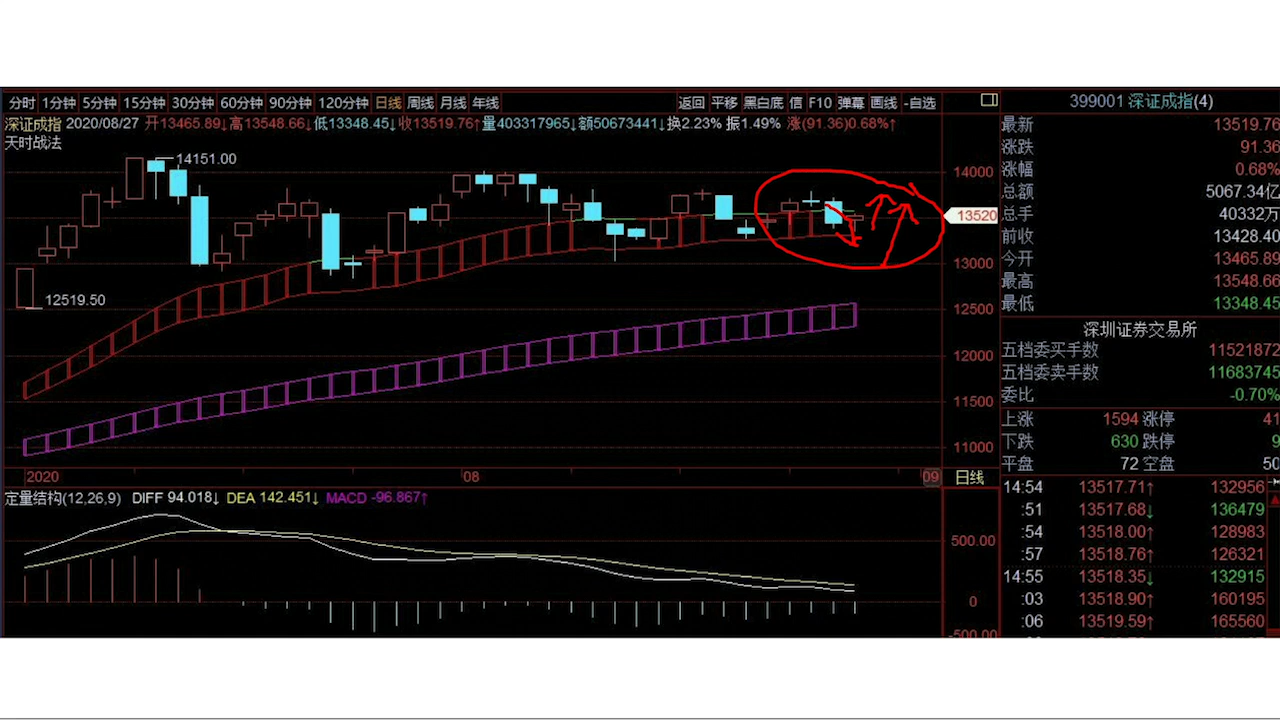 分时 1分钟 5分钟 15分钟 30分钟 60分钟 90分钟 120分钟 日线 周线 月线 年线 返回 平移 黑白底 信 F10 弹幕 画线 -自选
深证成指 2020/08/27 开13465.89↓高13548.66↓低13348.45↓收13519.76↑量403317965↓额50673441↓换2.23% 振1.49% 涨(91.36)0.68%↑
天时战法
14151.00
12519.50
14000
13520
13000
12500
12000
11500
11000
2020 08 09 日线
定量结构(12,26,9) DIFF 94.018↓ DEA 142.451↓ MACD -96.867↑
500.00
0
-500.00
399001 深证成指(4)
最新 13519.76
涨跌 91.36
涨幅 0.68%
总额 5067.34亿
总手 40332万
前收 13428.40
今开 13465.89
最高 13548.66
最低 13348.45
深圳证券交易所
五档委买手数 11521872
五档委卖手数 11683745
委比 -0.70%
上涨 1594 涨停 41
下跌 630 跌停 9
平盘 72 空盘 50
14:54 13517.71↑ 132956
:51 13517.68↓ 136479
:54 13518.00↑ 128983
:57 13518.76↑ 126321
14:55 13518.35↓ 132915
:03 13518.90↑ 160195
:06 13519.59↑ 165560